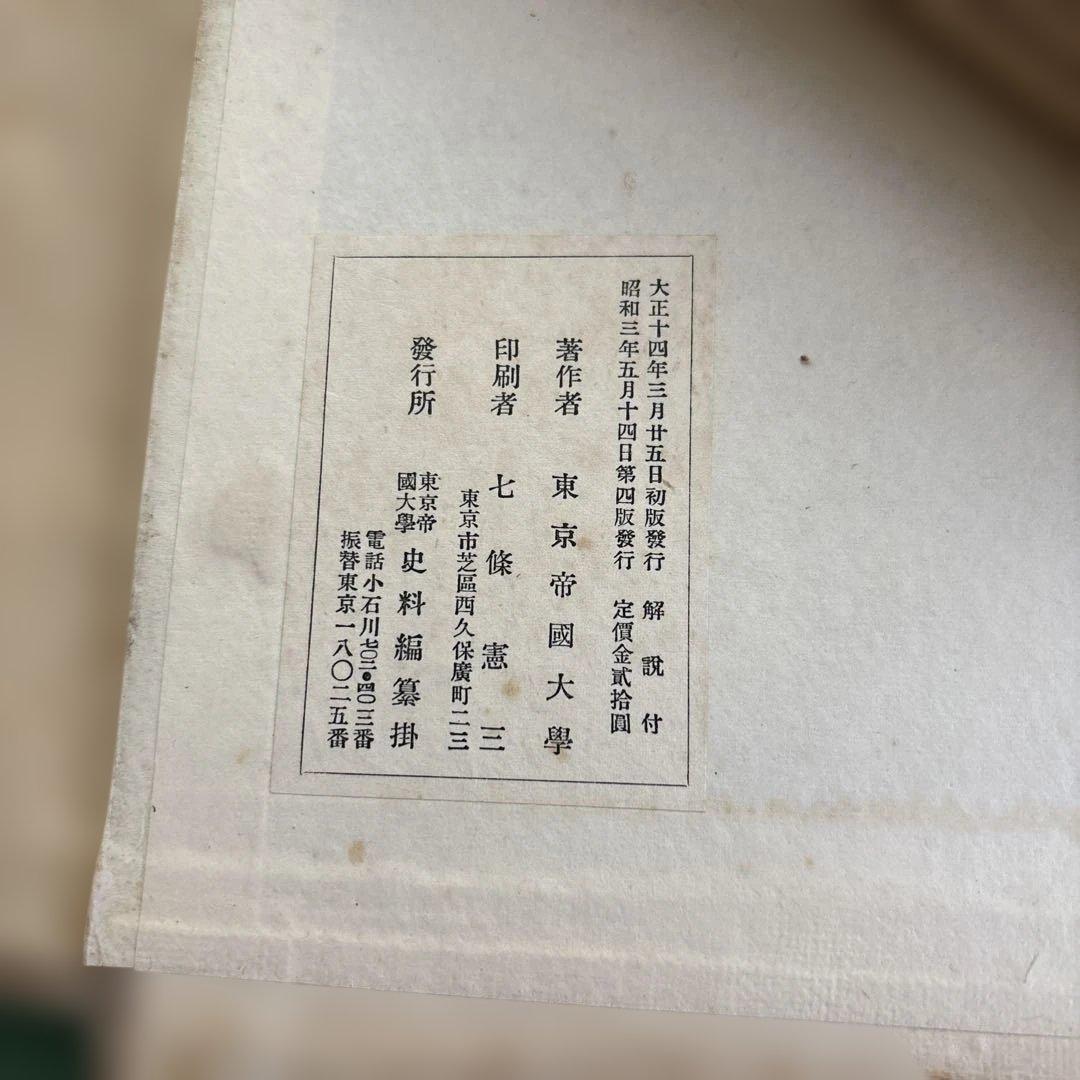 大正十四年三月廿五日初版發行 解說付
昭和三年五月十四日第四版發行 定價金貳拾圓
著作者 東京帝國大學
印刷者 七條憲三
東京市芝區西久保廣町二三
發行所 東京帝國大學 史料編纂掛
電話小石川七〇二・四〇三番
振替東京一八〇二五番